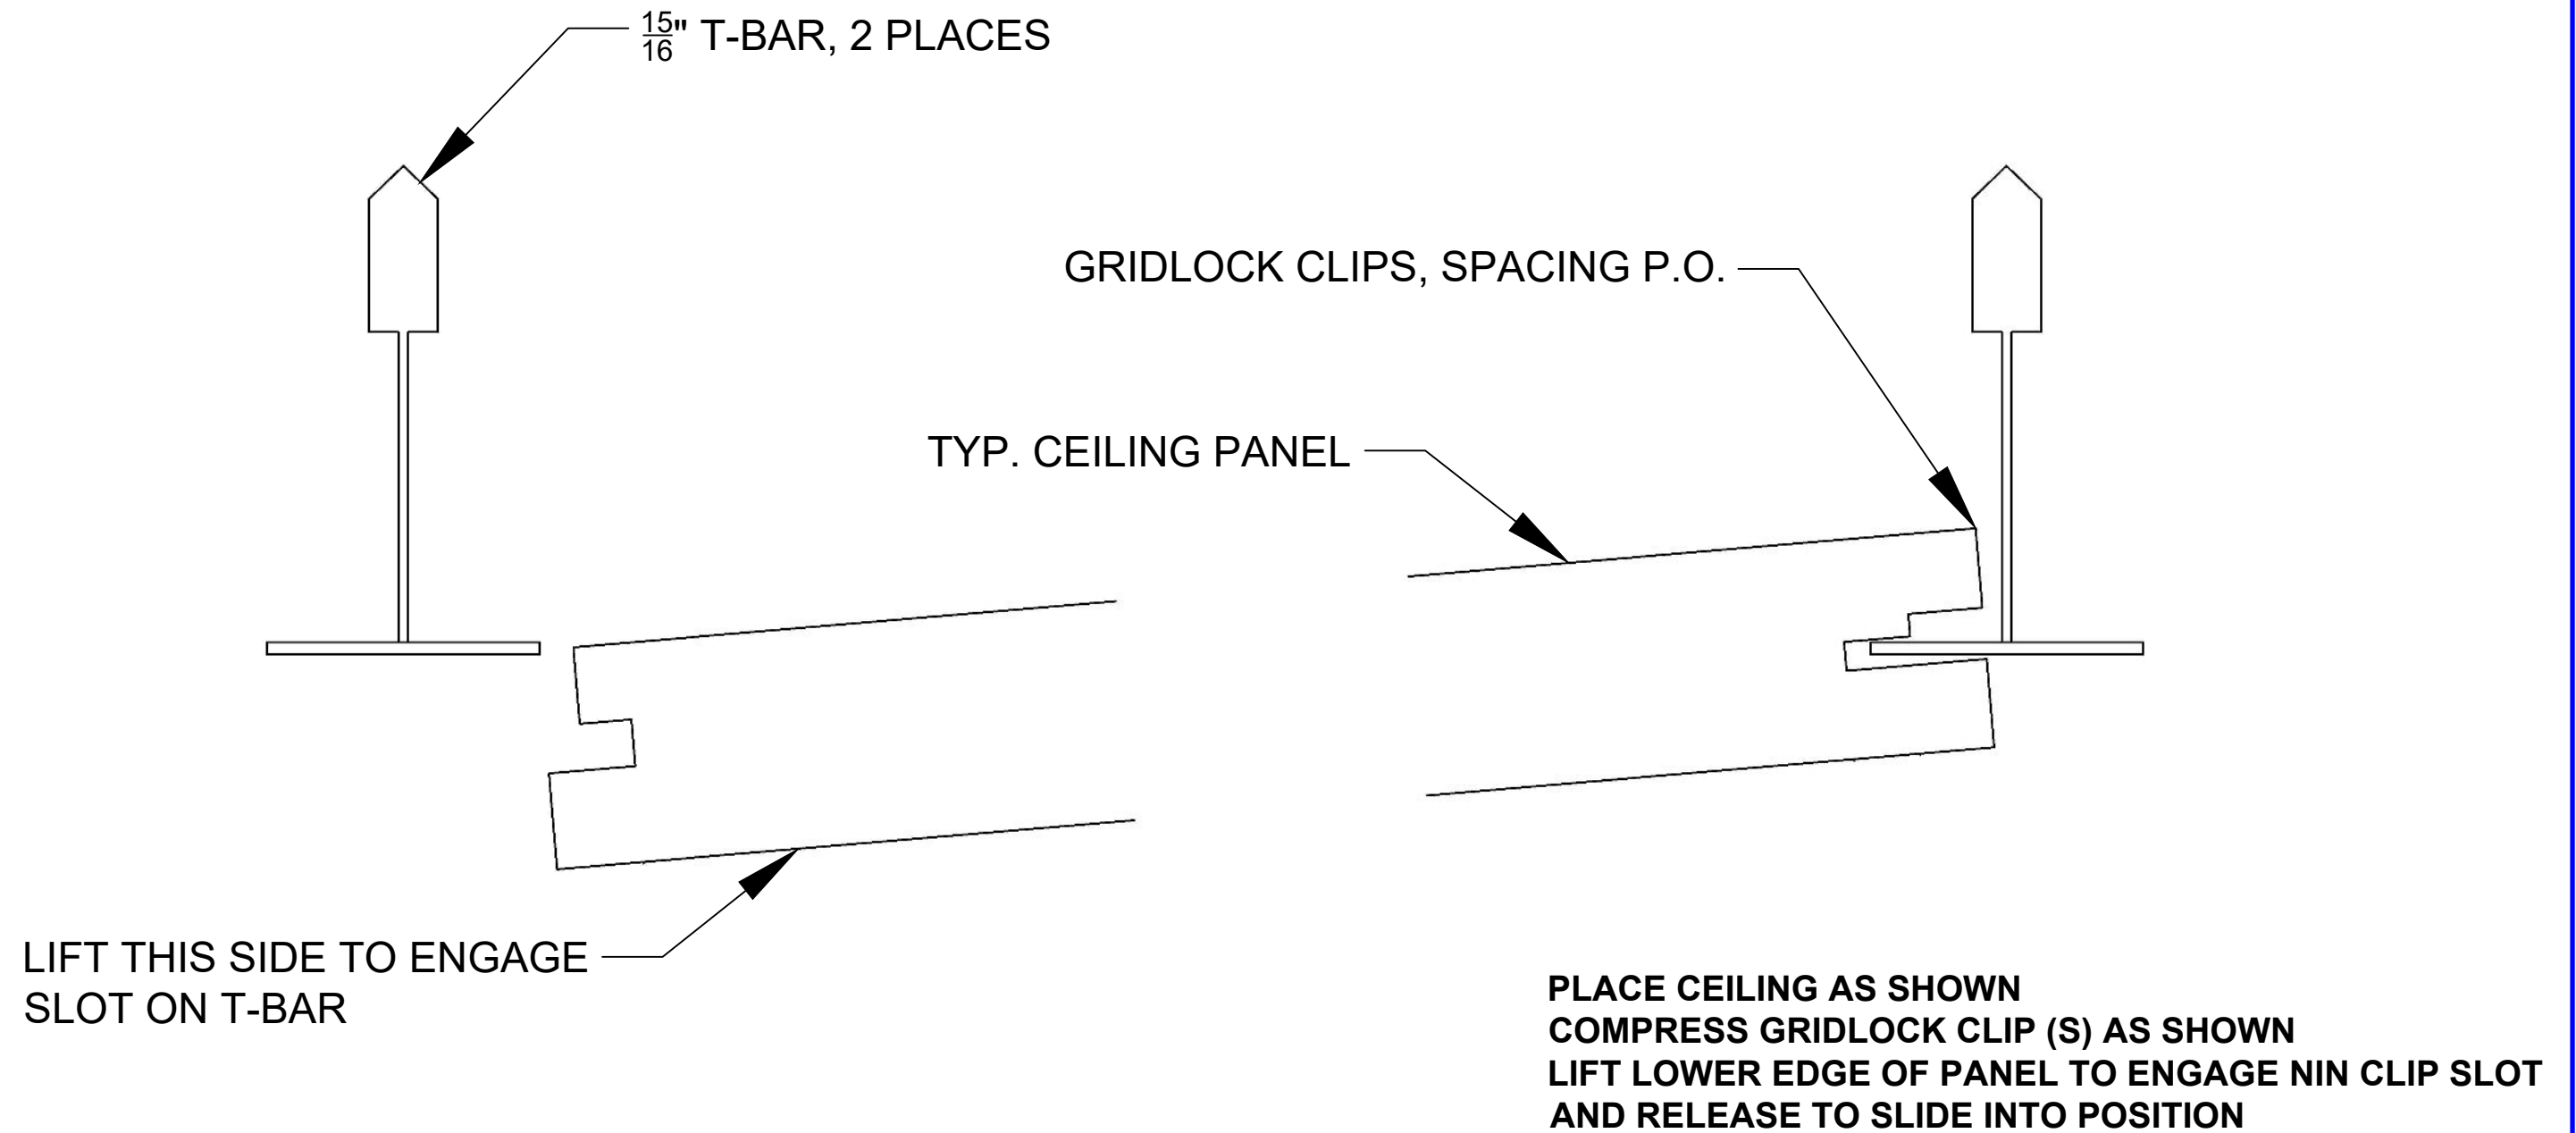 15/16" T-BAR, 2 PLACES
GRIDLOCK CLIPS, SPACING P.O.
TYP. CEILING PANEL
LIFT THIS SIDE TO ENGAGE
SLOT ON T-BAR
PLACE CEILING AS SHOWN
COMPRESS GRIDLOCK CLIP (S) AS SHOWN
LIFT LOWER EDGE OF PANEL TO ENGAGE NIN CLIP SLOT
AND RELEASE TO SLIDE INTO POSITION